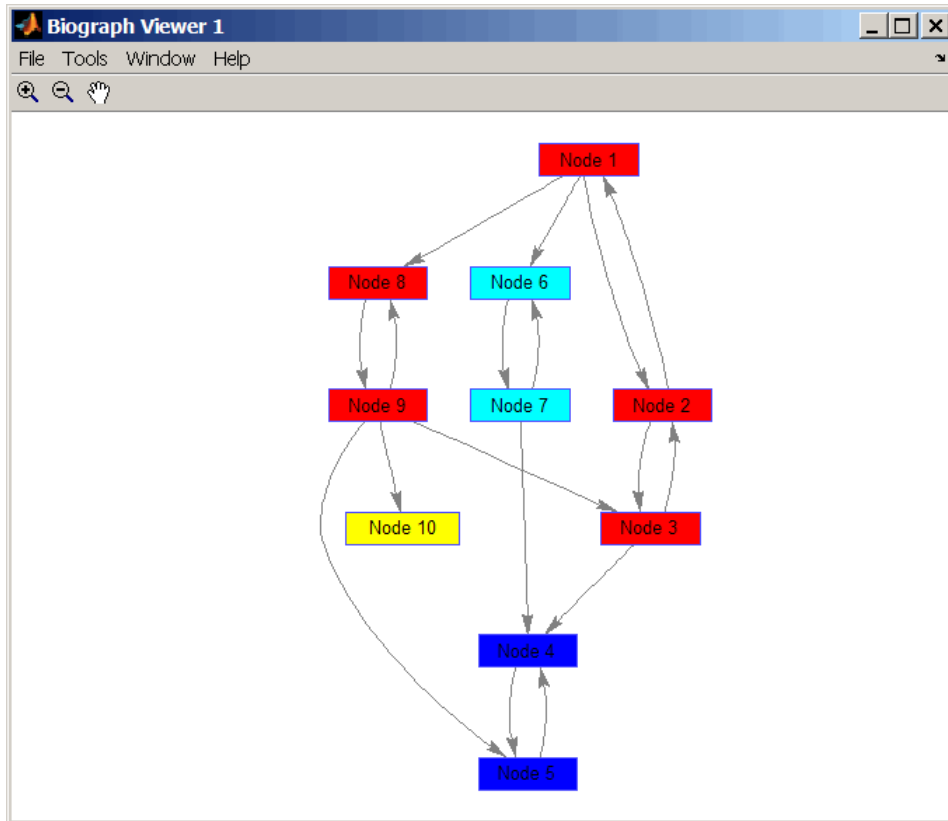 Biograph Viewer 1
File Tools Window Help
Node 1
Node 8 Node 6
Node 9 Node 7 Node 2
Node 10 Node 3
Node 4
Node 5